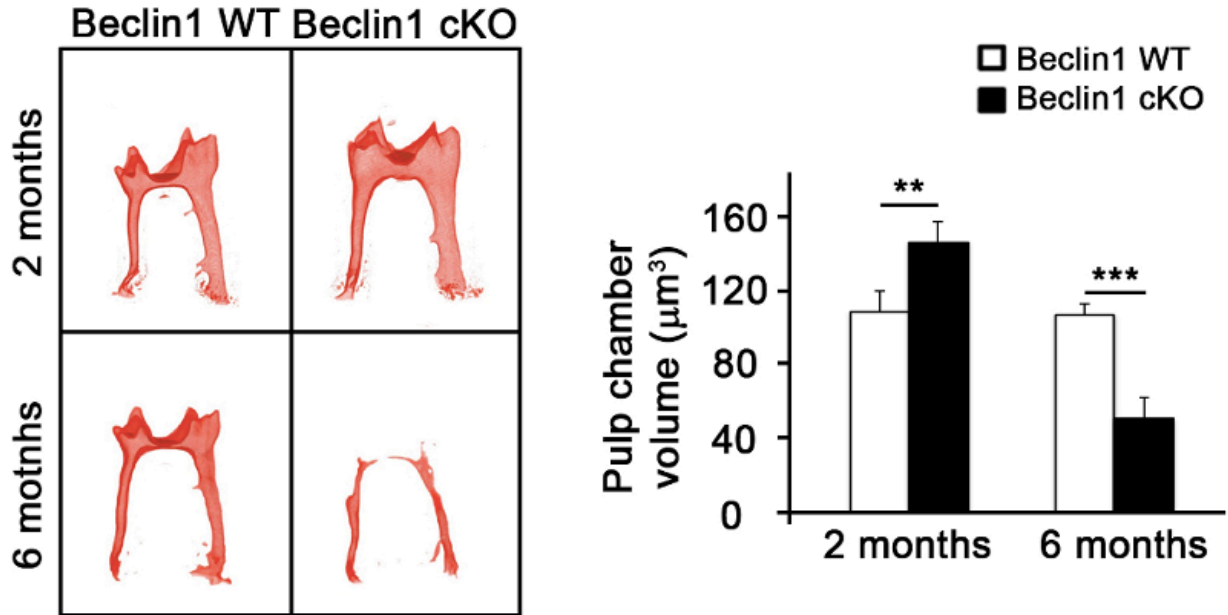 Beclin1 WT Beclin1 cKO
2 months
6 motnhs
Beclin1 WT
Beclin1 cKO
Pulp chamber
volume (μm³)
160
120
80
40
0
**
***
2 months 6 months